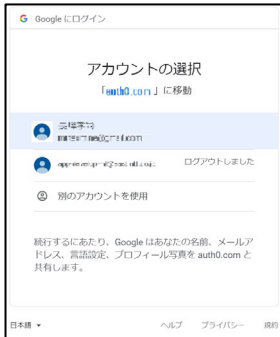 Google にログイン
アカウントの選択
「auth0.com」に移動
ログアウトしました
別のアカウントを使用
続行するにあたり、Google はあなたの名前、メールア
ドレス、言語設定、プロフィール写真を auth0.com と
共有します。
日本語
ヘルプ プライバシー 規約